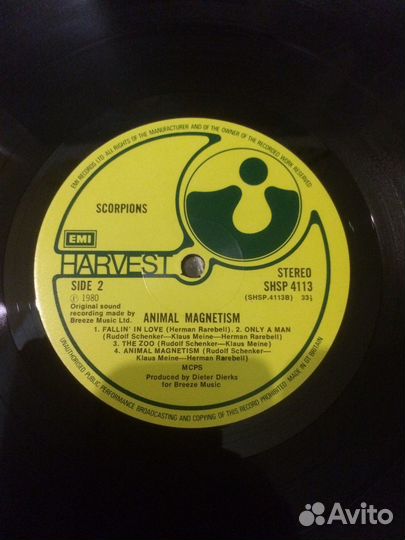 EMI RECORDS LTD ALL RIGHTS OF THE MANUFACTURER AND OF THE OWNER OF THE RECORDED WORK RESERVED
SCORPIONS
EMI
HARVEST
STEREO
SIDE 2
SHSP 4113
℗ 1980
(SHSP.4113B) 33⅓
Original sound
recording made by
Breeze Music Ltd.
ANIMAL MAGNETISM
1. FALLIN' IN LOVE (Herman Rarebell). 2. ONLY A MAN
(Rudolf Schenker—Klaus Meine—Herman Rarebell)
3. THE ZOO (Rudolf Schenker—Klaus Meine)
4. ANIMAL MAGNETISM (Rudolf Schenker—
Klaus Meine—Herman Rarebell)
MCPS
Produced by Dieter Dierks
for Breeze Music
UNAUTHORISED PUBLIC PERFORMANCE BROADCASTING AND COPYING OF THIS RECORD PROHIBITED MADE IN GT BRITAIN
Avito